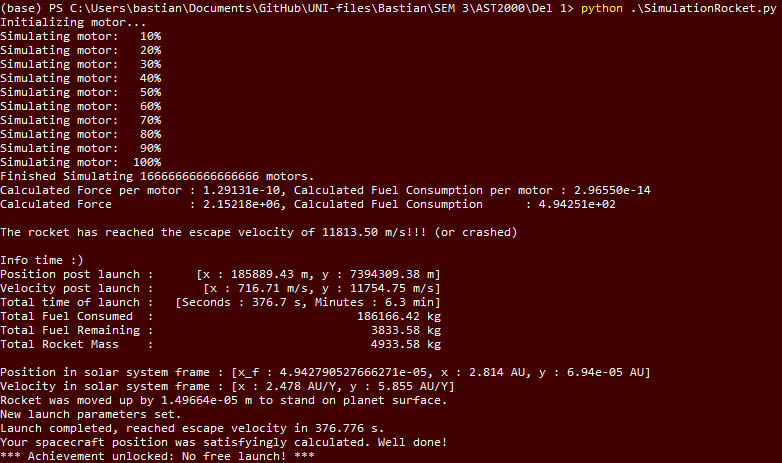 (base) PS C:\Users\bastian\Documents\GitHub\UNI-files\Bastian\SEM 3\AST2000\Del 1> python .\SimulationRocket.py
Initializing motor...
Simulating motor:   10%
Simulating motor:   20%
Simulating motor:   30%
Simulating motor:   40%
Simulating motor:   50%
Simulating motor:   60%
Simulating motor:   70%
Simulating motor:   80%
Simulating motor:   90%
Simulating motor:  100%
Finished Simulating 16666666666666666 motors.
Calculated Force per motor : 1.29131e-10, Calculated Fuel Consumption per motor : 2.96550e-14
Calculated Force           : 2.15218e+06, Calculated Fuel Consumption      : 4.94251e+02
The rocket has reached the escape velocity of 11813.50 m/s!!! (or crashed)
Info time :)
Position post launch :      [x : 185889.43 m, y : 7394309.38 m]
Velocity post launch :       [x : 716.71 m/s, y : 11754.75 m/s]
Total time of launch :   [Seconds : 376.7 s, Minutes : 6.3 min]
Total Fuel Consumed  :                             186166.42 kg
Total Fuel Remaining :                               3833.58 kg
Total Rocket Mass    :                               4933.58 kg
Position in solar system frame : [x_f : 4.942790527666271e-05, x : 2.814 AU, y : 6.94e-05 AU]
Velocity in solar system frame : [x : 2.478 AU/Y, y : 5.855 AU/Y]
Rocket was moved up by 1.49664e-05 m to stand on planet surface.
New launch parameters set.
Launch completed, reached escape velocity in 376.776 s.
Your spacecraft position was satisfyingly calculated. Well done!
*** Achievement unlocked: No free launch! ***